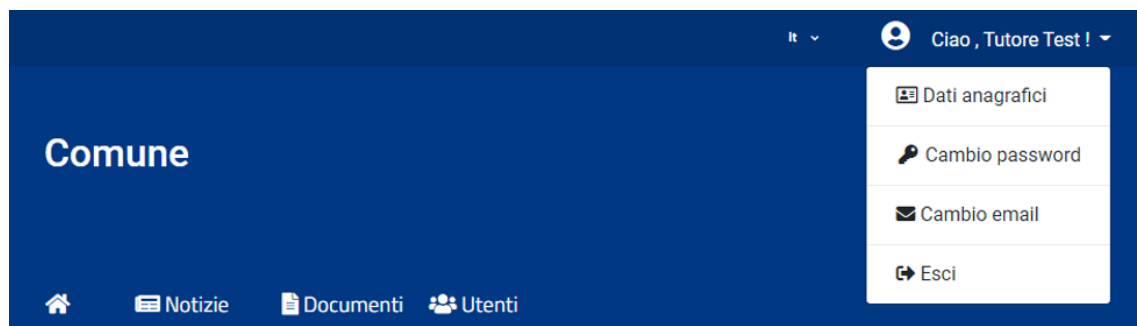 It
Ciao , Tutore Test !
Dati anagrafici
Comune
Cambio password
Cambio email
Esci
Notizie Documenti Utenti